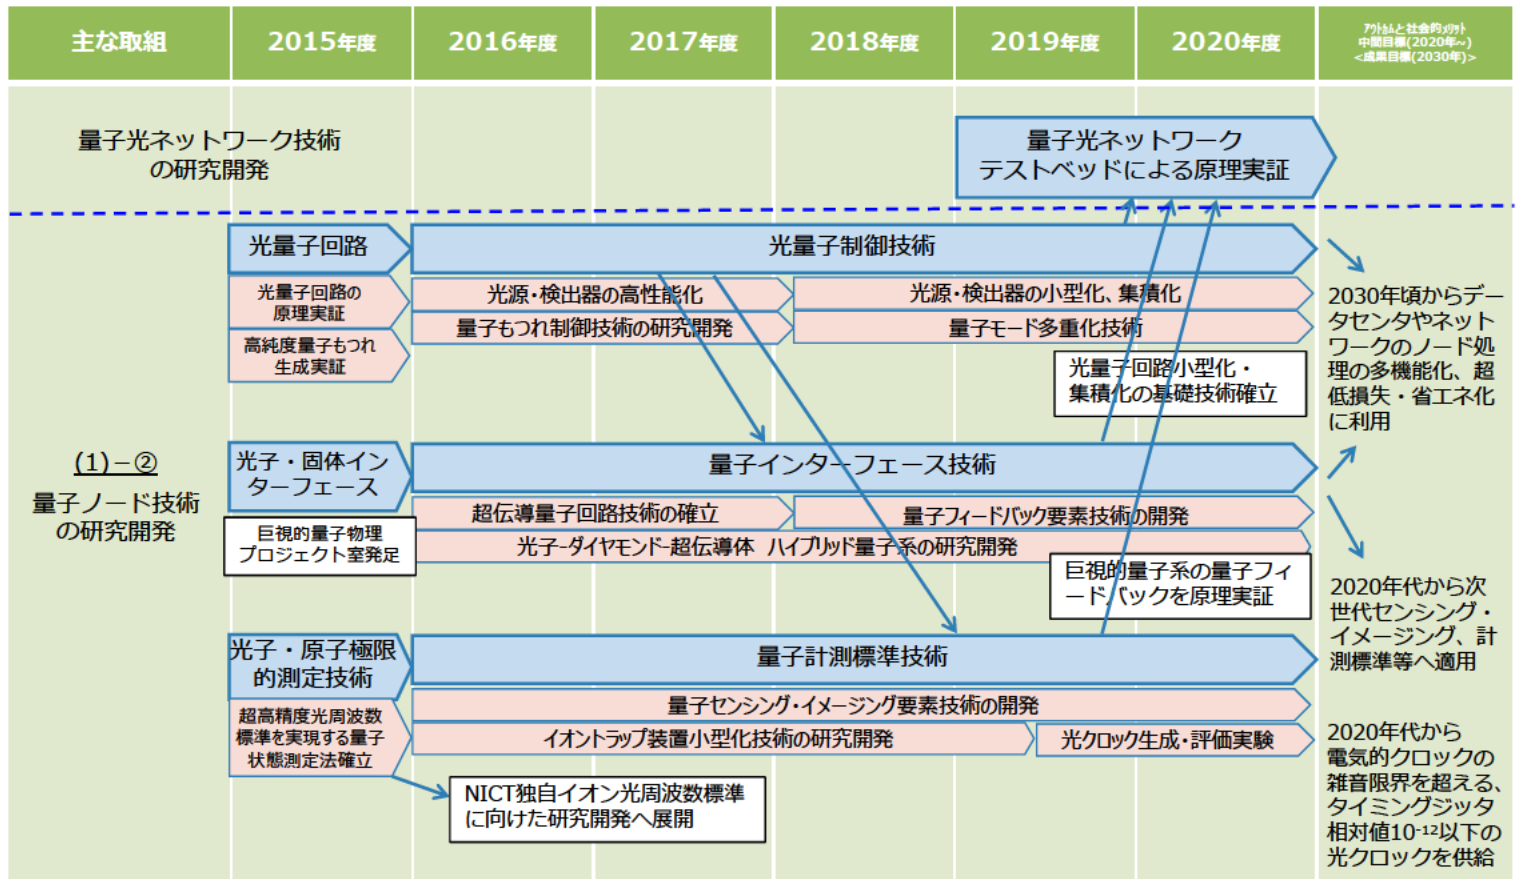 主な取組
2015年度
2016年度
2017年度
2018年度
2019年度
2020年度
アウトカムと社会的メリット
中間目標(2020年~)
<成果目標(2030年)>
量子光ネットワーク技術
の研究開発
量子光ネットワーク
テストベッドによる原理実証
(1)-②
量子ノード技術
の研究開発
光量子回路
光量子制御技術
光量子回路の
原理実証
高純度量子もつれ
生成実証
光源・検出器の高性能化
光源・検出器の小型化、集積化
量子もつれ制御技術の研究開発
量子モード多重化技術
光量子回路小型化・
集積化の基礎技術確立
光子・固体イン
ターフェース
量子インターフェース技術
巨視的量子物理
プロジェクト室発足
超伝導量子回路技術の確立
量子フィードバック要素技術の開発
光子-ダイヤモンド-超伝導体 ハイブリッド量子系の研究開発
巨視的量子系の量子フィ
ードバックを原理実証
光子・原子極限
的測定技術
量子計測標準技術
超高精度光周波数
標準を実現する量子
状態測定法確立
量子センシング・イメージング要素技術の開発
イオントラップ装置小型化技術の研究開発
光クロック生成・評価実験
NICT独自イオン光周波数標準
に向けた研究開発へ展開
2030年頃からデー
タセンタやネット
ワークのノード処
理の多機能化、超
低損失・省エネ化
に利用
2020年代から次
世代センシング・
イメージング、計
測標準等へ適用
2020年代から
電気的クロックの
雑音限界を超える、
タイミングジッタ
相対値10⁻¹²以下の
光クロックを供給